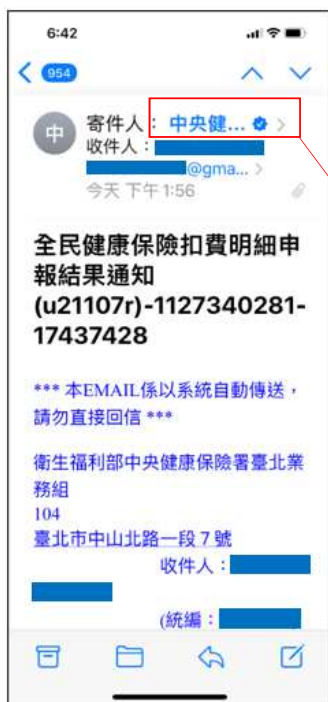 6:42
954
中
寄件人：中央健...
收件人：
@gma...
今天 下午1:56
全民健康保險扣費明細申
報結果通知
(u21107r)-1127340281-
17437428
*** 本EMAIL係以系統自動傳送，
請勿直接回信 ***
衛生福利部中央健康保險署臺北業
務組
104
臺北市中山北路一段７號
收件人：
(統編：